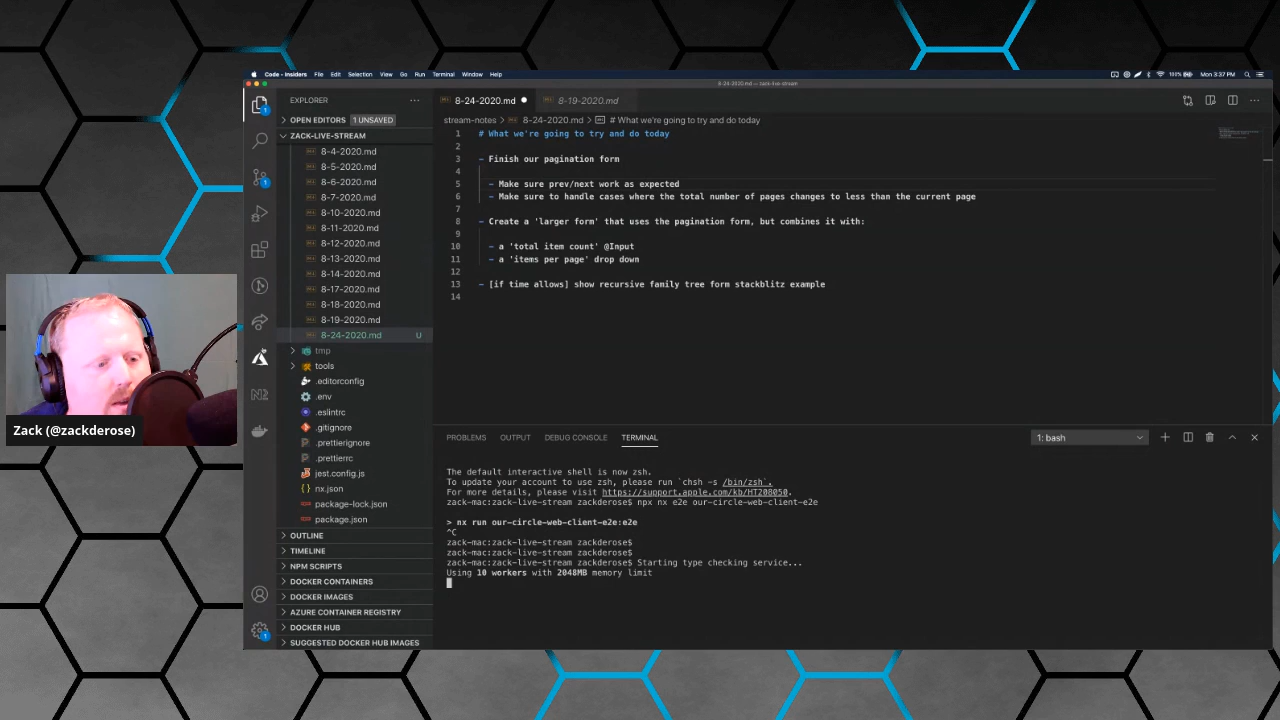 Code - Insiders File Edit Selection View Go Run Terminal Window Help
100% Mon 3:37 PM
8-24-2020.md — zack-live-stream
EXPLORER
OPEN EDITORS 1 UNSAVED
ZACK-LIVE-STREAM
8-4-2020.md
8-5-2020.md
8-6-2020.md
8-7-2020.md
8-10-2020.md
8-11-2020.md
8-12-2020.md
8-13-2020.md
8-14-2020.md
8-17-2020.md
8-18-2020.md
8-19-2020.md
8-24-2020.md U
tmp
tools
.editorconfig
.env
.eslintrc
.gitignore
.prettierignore
.prettierrc
jest.config.js
nx.json
package-lock.json
package.json
OUTLINE
TIMELINE
NPM SCRIPTS
DOCKER CONTAINERS
DOCKER IMAGES
AZURE CONTAINER REGISTRY
DOCKER HUB
SUGGESTED DOCKER HUB IMAGES
8-24-2020.md 8-19-2020.md
stream-notes > 8-24-2020.md > # What we're going to try and do today
1 # What we're going to try and do today
2
3 - Finish our pagination form
4
5 - Make sure prev/next work as expected
6 - Make sure to handle cases where the total number of pages changes to less than the current page
7
8 - Create a 'larger form' that uses the pagination form, but combines it with:
9
10 - a 'total item count' @Input
11 - a 'items per page' drop down
12
13 - [if time allows] show recursive family tree form stackblitz example
14
PROBLEMS OUTPUT DEBUG CONSOLE TERMINAL 1: bash
The default interactive shell is now zsh.
To update your account to use zsh, please run `chsh -s /bin/zsh`.
For more details, please visit https://support.apple.com/kb/HT208050.
zack-mac:zack-live-stream zackderose$ npx nx e2e our-circle-web-client-e2e
> nx run our-circle-web-client-e2e:e2e
^C
zack-mac:zack-live-stream zackderose$
zack-mac:zack-live-stream zackderose$
zack-mac:zack-live-stream zackderose$ Starting type checking service...
Using 10 workers with 2048MB memory limit
Zack (@zackderose)